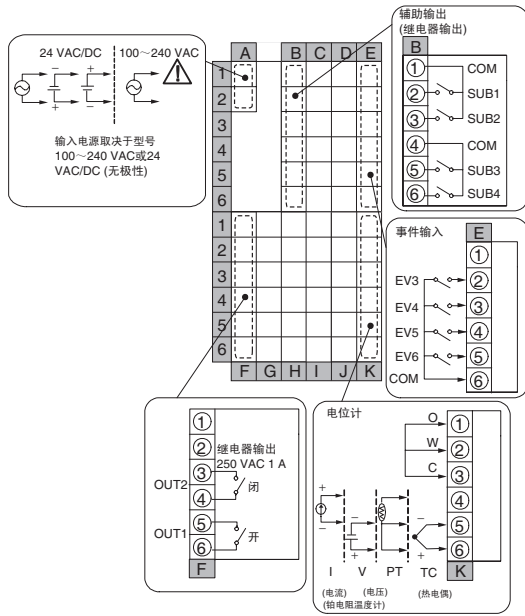 24 VAC/DC
100~240 VAC
− +
输入电源取决于型号
100~240 VAC或24
VAC/DC (无极性)
A B C D E
1
2
3
4
5
6
1
2
3
4
5
6
F G H I J K
辅助输出
(继电器输出)
B
① COM
② SUB1
③ SUB2
④ COM
⑤ SUB3
⑥ SUB4
事件输入
E
①
EV3 ②
EV4 ③
EV5 ④
EV6 ⑤
COM ⑥
①
②
继电器输出
250 VAC 1 A
③
OUT2 闭
④
⑤
OUT1 开
⑥
F
电位计
O ①
W ②
C ③
④
⑤
⑥
K
+ − −
− + +
I V PT TC
(电流) (电压) (热电偶)
(铂电阻温度计)